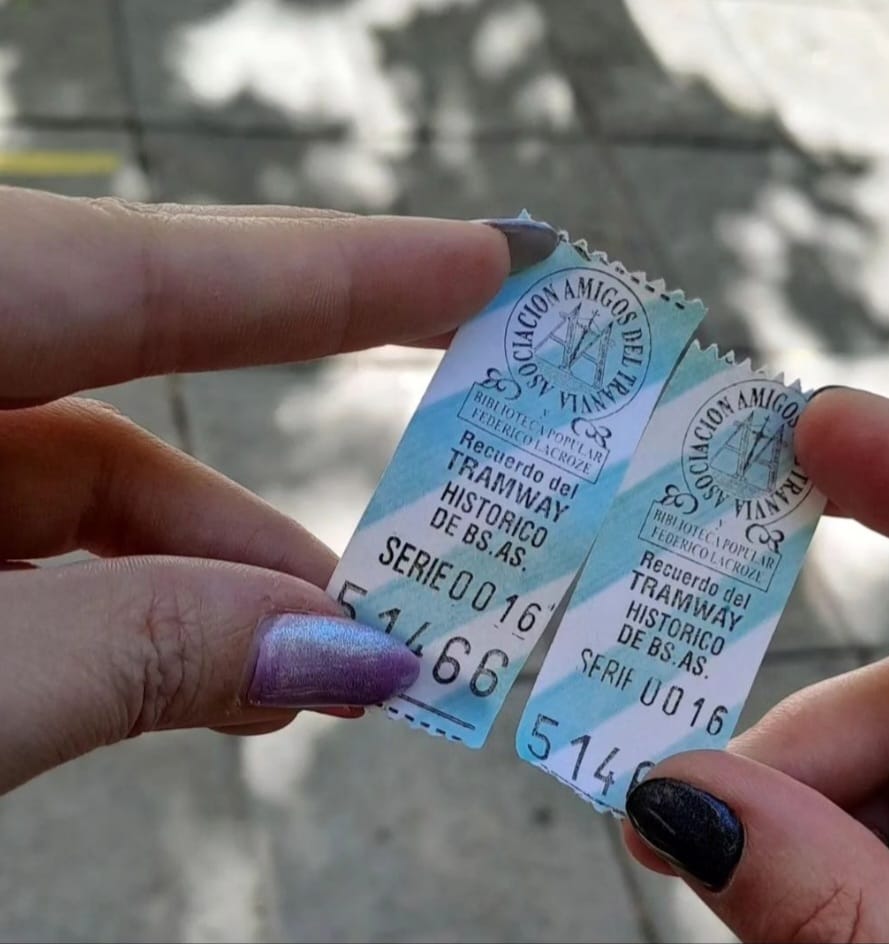 ASOCIACION AMIGOS DEL TRANVIA
Y
BIBLIOTECA POPULAR
FEDERICO LACROZE
Recuerdo del
TRAMWAY
HISTORICO
DE BS.AS.
SERIE 0016
51466
ASOCIACION AMIGOS TRANVIA
Y
BIBLIOTECA POPULAR
FEDERICO LACROZE
Recuerdo del
TRAMWAY
HISTORICO
DE BS.AS.
SERIE 0016
514